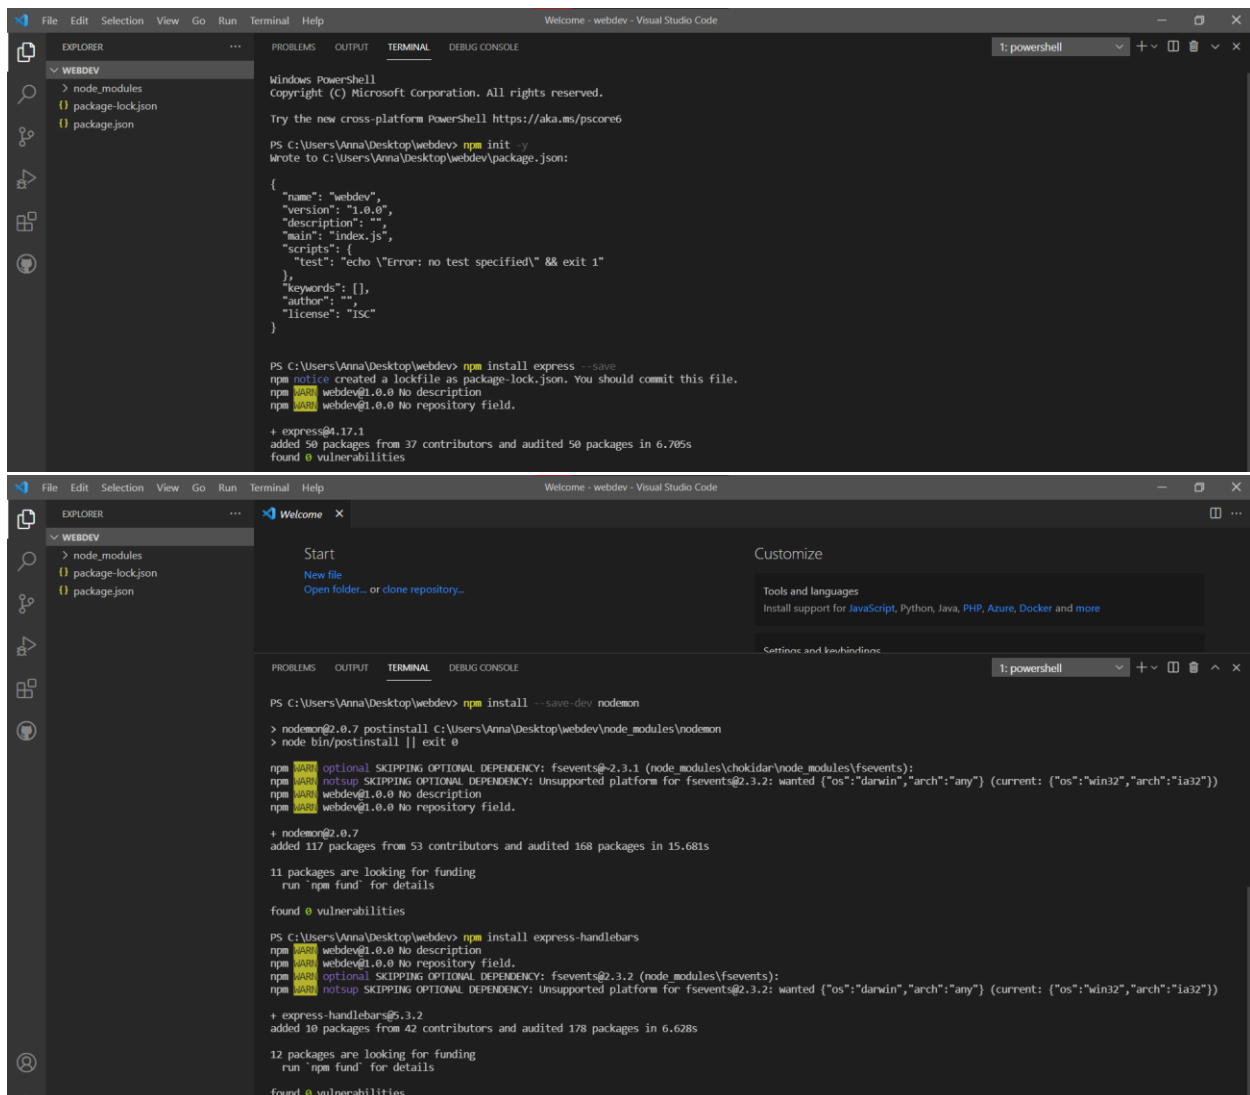 File Edit Selection View Go Run Terminal Help Welcome - webdev - Visual Studio Code
EXPLORER
WEBDEV
node_modules
package-lock.json
package.json
PROBLEMS OUTPUT TERMINAL DEBUG CONSOLE 1: powershell
Windows PowerShell
Copyright (C) Microsoft Corporation. All rights reserved.
Try the new cross-platform PowerShell https://aka.ms/pscore6
PS C:\Users\Anna\Desktop\webdev> npm init -y
Wrote to C:\Users\Anna\Desktop\webdev\package.json:
{
"name": "webdev",
"version": "1.0.0",
"description": "",
"main": "index.js",
"scripts": {
"test": "echo \"Error: no test specified\" && exit 1"
},
"keywords": [],
"author": "",
"license": "ISC"
}
PS C:\Users\Anna\Desktop\webdev> npm install express --save
npm notice created a lockfile as package-lock.json. You should commit this file.
npm WARN webdev@1.0.0 No description
npm WARN webdev@1.0.0 No repository field.
+ express@4.17.1
added 50 packages from 37 contributors and audited 50 packages in 6.705s
found 0 vulnerabilities
File Edit Selection View Go Run Terminal Help Welcome - webdev - Visual Studio Code
EXPLORER
WEBDEV
node_modules
package-lock.json
package.json
Welcome
Start
New file
Open folder... or clone repository...
Customize
Tools and languages
Install support for JavaScript, Python, Java, PHP, Azure, Docker and more
Settings and keybindings
PROBLEMS OUTPUT TERMINAL DEBUG CONSOLE 1: powershell
PS C:\Users\Anna\Desktop\webdev> npm install --save-dev nodemon
> nodemon@2.0.7 postinstall C:\Users\Anna\Desktop\webdev\node_modules\nodemon
> node bin/postinstall || exit 0
npm WARN optional SKIPPING OPTIONAL DEPENDENCY: fsevents@~2.3.1 (node_modules\chokidar\node_modules\fsevents):
npm WARN notsup SKIPPING OPTIONAL DEPENDENCY: Unsupported platform for fsevents@2.3.2: wanted {"os":"darwin","arch":"any"} (current: {"os":"win32","arch":"ia32"})
npm WARN webdev@1.0.0 No description
npm WARN webdev@1.0.0 No repository field.
+ nodemon@2.0.7
added 117 packages from 53 contributors and audited 168 packages in 15.681s
11 packages are looking for funding
run `npm fund` for details
found 0 vulnerabilities
PS C:\Users\Anna\Desktop\webdev> npm install express-handlebars
npm WARN webdev@1.0.0 No description
npm WARN webdev@1.0.0 No repository field.
npm WARN optional SKIPPING OPTIONAL DEPENDENCY: fsevents@2.3.2 (node_modules\fsevents):
npm WARN notsup SKIPPING OPTIONAL DEPENDENCY: Unsupported platform for fsevents@2.3.2: wanted {"os":"darwin","arch":"any"} (current: {"os":"win32","arch":"ia32"})
+ express-handlebars@5.3.2
added 10 packages from 42 contributors and audited 178 packages in 6.628s
12 packages are looking for funding
run `npm fund` for details
found 0 vulnerabilities